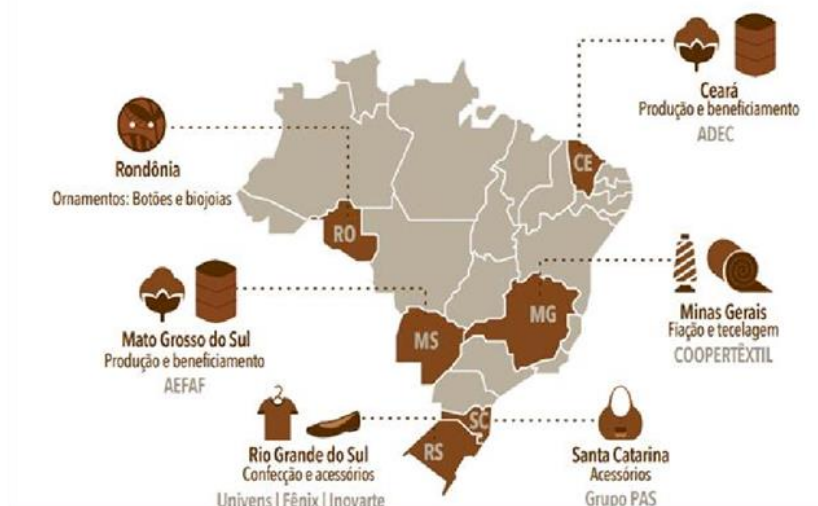 Ceará
Produção e beneficiamento
ADEC
Rondônia
Ornamentos: Botões e biojoias
CE
RO
Minas Gerais
Fiação e tecelagem
COOPERTÊXTIL
MG
Mato Grosso do Sul
Produção e beneficiamento
AEFAF
MS
Rio Grande do Sul
Confecção e acessórios
Univens | Fênix | Inovarte
SC
RS
Santa Catarina
Acessórios
Grupo PAS